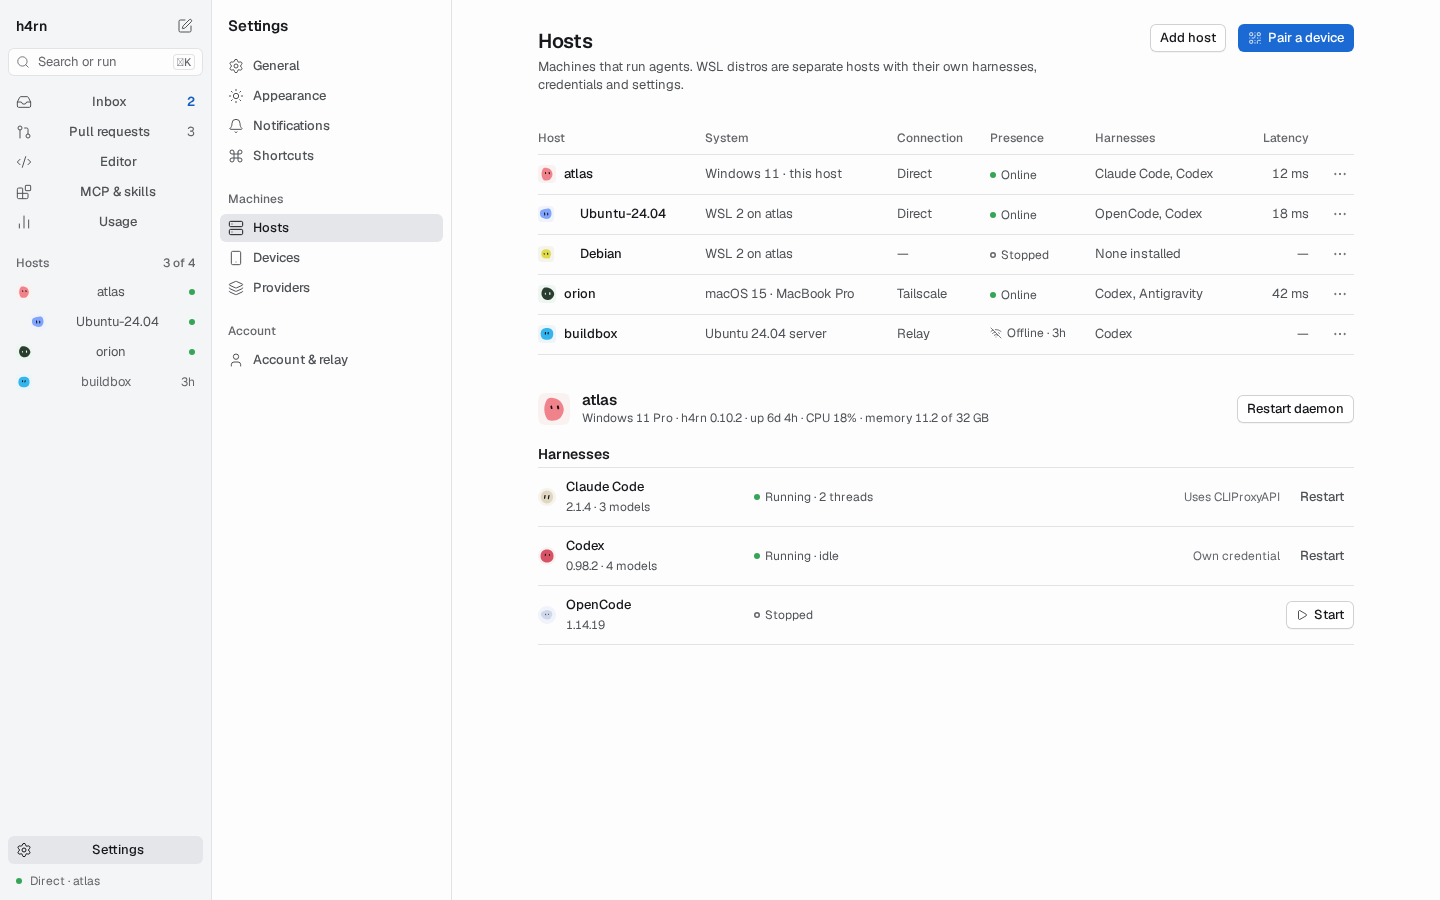 h4rn
Search or run
K
Inbox 2
Pull requests 3
Editor
MCP & skills
Usage
Hosts 3 of 4
atlas
Ubuntu-24.04
orion
buildbox 3h
Settings
Direct · atlas
Settings
General
Appearance
Notifications
Shortcuts
Machines
Hosts
Devices
Providers
Account
Account & relay
Hosts
Add host
Pair a device
Machines that run agents. WSL distros are separate hosts with their own harnesses,
credentials and settings.
Host System Connection Presence Harnesses Latency
atlas Windows 11 · this host Direct Online Claude Code, Codex 12 ms ···
Ubuntu-24.04 WSL 2 on atlas Direct Online OpenCode, Codex 18 ms ···
Debian WSL 2 on atlas — Stopped None installed — ···
orion macOS 15 · MacBook Pro Tailscale Online Codex, Antigravity 42 ms ···
buildbox Ubuntu 24.04 server Relay Offline · 3h Codex — ···
atlas
Windows 11 Pro · h4rn 0.10.2 · up 6d 4h · CPU 18% · memory 11.2 of 32 GB
Restart daemon
Harnesses
Claude Code
2.1.4 · 3 models
Running · 2 threads
Uses CLIProxyAPI
Restart
Codex
0.98.2 · 4 models
Running · idle
Own credential
Restart
OpenCode
1.14.19
Stopped
Start